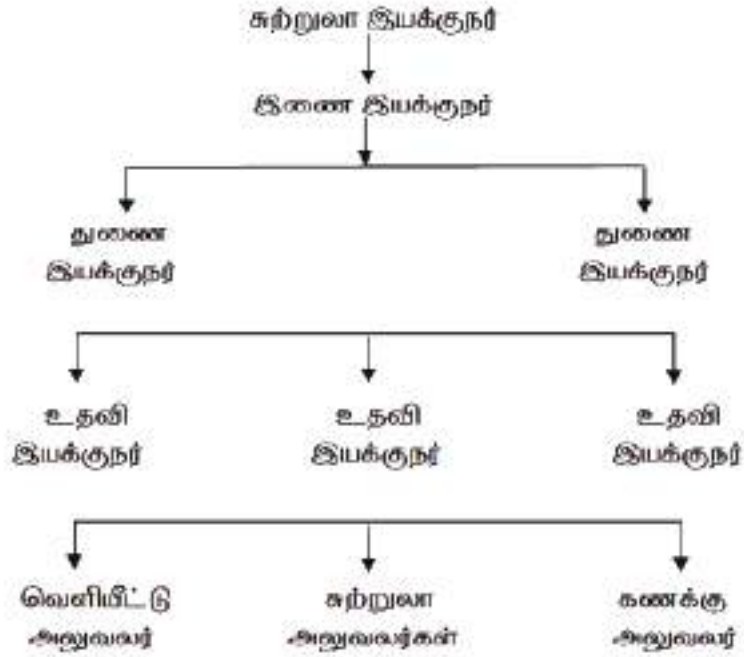 சுற்றுலா இயக்குநர்
இணை இயக்குநர்
துணை துணை
இயக்குநர் இயக்குநர்
உதவி உதவி உதவி
இயக்குநர் இயக்குநர் இயக்குநர்
வெளியீட்டு சுற்றுலா கணக்கு
அலுவலர் அலுவலர்கள் அலுவலர்